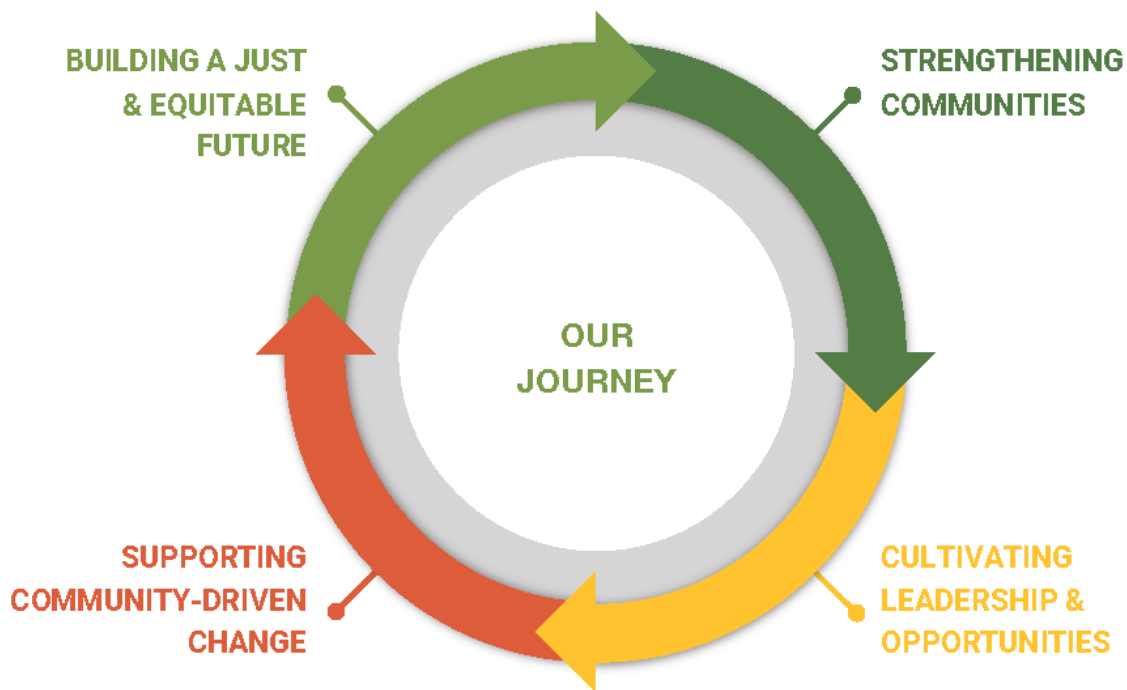 BUILDING A JUST
& EQUITABLE
FUTURE
STRENGTHENING
COMMUNITIES
OUR
JOURNEY
SUPPORTING
COMMUNITY-DRIVEN
CHANGE
CULTIVATING
LEADERSHIP &
OPPORTUNITIES